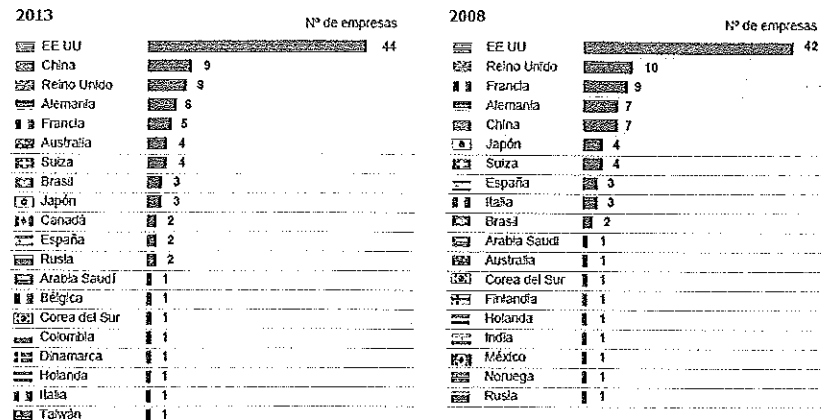 2013
Nº de empresas
EE UU 44
China 9
Reino Unido 8
Alemania 6
Francia 5
Australia 4
Suiza 4
Brasil 3
Japón 3
Canadá 2
España 2
Rusia 2
Arabia Saudí 1
Bélgica 1
Corea del Sur 1
Colombia 1
Dinamarca 1
Holanda 1
Italia 1
Taiwán 1
2008
Nº de empresas
EE UU 42
Reino Unido 10
Francia 9
Alemania 7
China 7
Japón 4
Suiza 4
España 3
Italia 3
Brasil 2
Arabia Saudí 1
Australia 1
Corea del Sur 1
Finlandia 1
Holanda 1
India 1
México 1
Noruega 1
Rusia 1